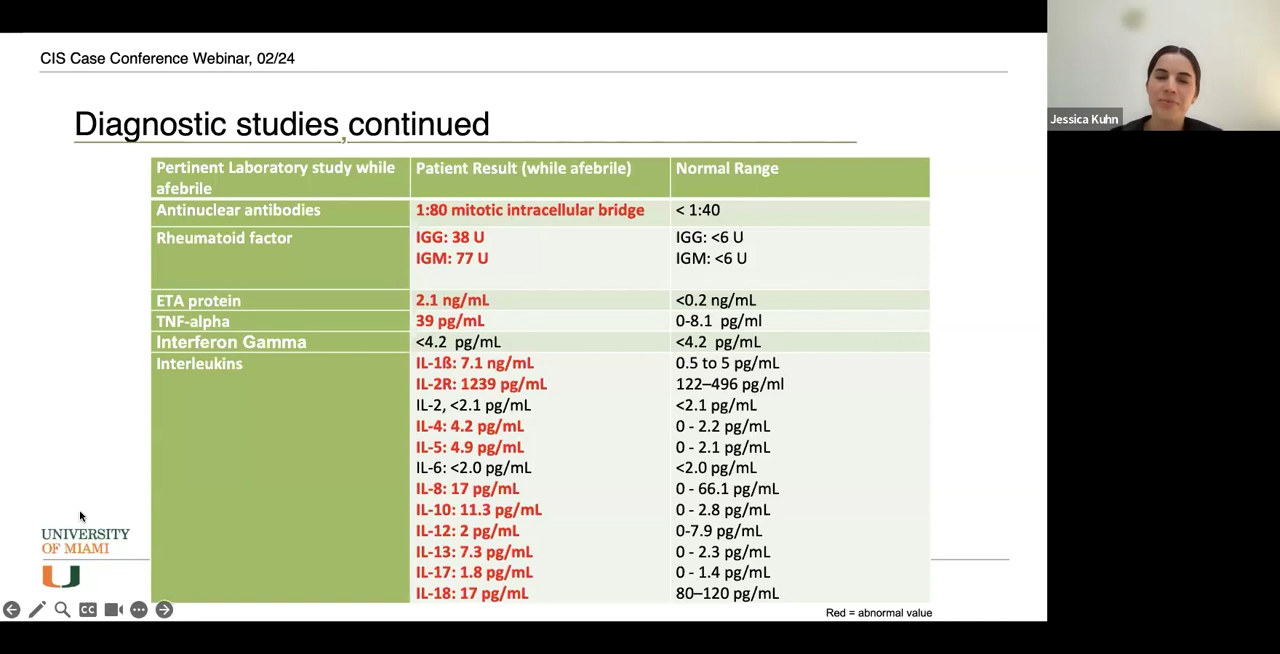 CIS Case Conference Webinar, 02/24
Jessica Kuhn
Diagnostic studies, continued
Pertinent Laboratory study while afebrile Patient Result (while afebrile) Normal Range
Antinuclear antibodies 1:80 mitotic intracellular bridge < 1:40
Rheumatoid factor IGG: 38 U IGG: <6 U
IGM: 77 U IGM: <6 U
ETA protein 2.1 ng/mL <0.2 ng/mL
TNF-alpha 39 pg/mL 0-8.1 pg/ml
Interferon Gamma <4.2 pg/mL <4.2 pg/mL
Interleukins IL-1ß: 7.1 ng/mL 0.5 to 5 pg/mL
IL-2R: 1239 pg/mL 122–496 pg/ml
IL-2, <2.1 pg/mL <2.1 pg/mL
IL-4: 4.2 pg/mL 0 - 2.2 pg/mL
IL-5: 4.9 pg/mL 0 - 2.1 pg/mL
IL-6: <2.0 pg/mL <2.0 pg/mL
IL-8: 17 pg/mL 0 - 66.1 pg/mL
IL-10: 11.3 pg/mL 0 - 2.8 pg/mL
IL-12: 2 pg/mL 0-7.9 pg/mL
IL-13: 7.3 pg/mL 0 - 2.3 pg/mL
IL-17: 1.8 pg/mL 0 - 1.4 pg/mL
IL-18: 17 pg/mL 80–120 pg/mL
UNIVERSITY
OF MIAMI
U
CC
Red = abnormal value